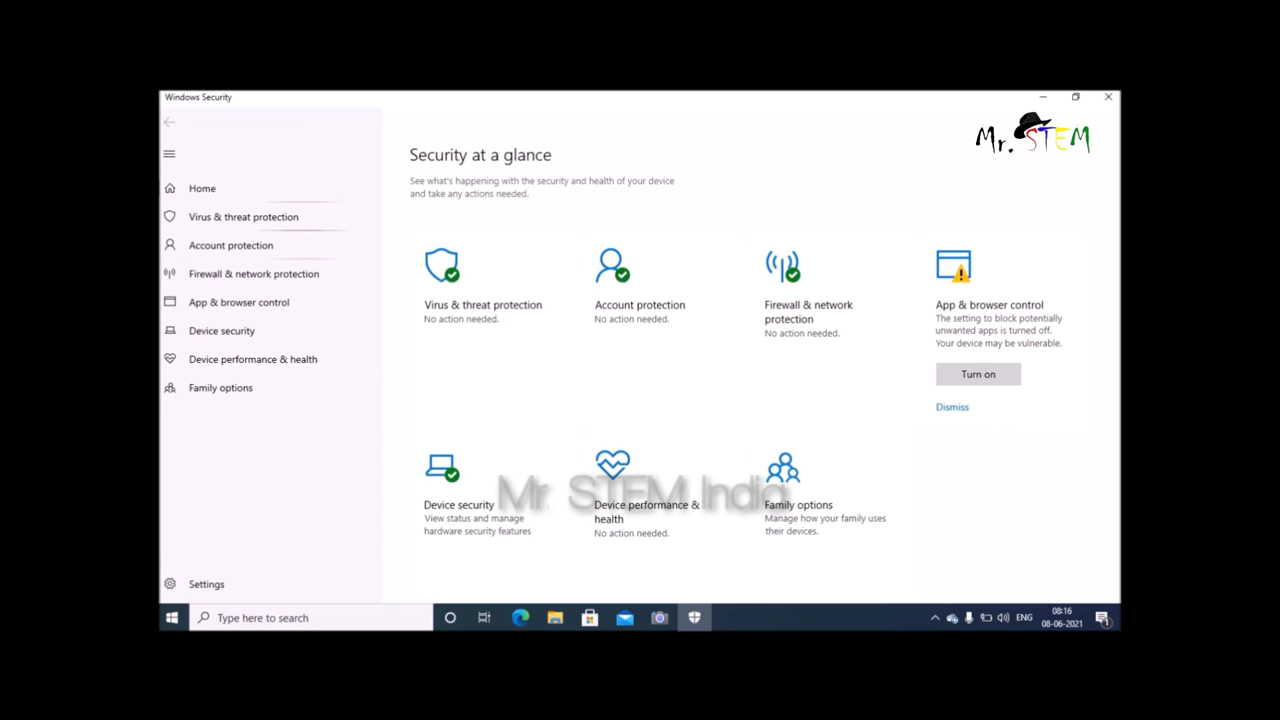 Windows Security
Mr. STEM
Home
Virus & threat protection
Account protection
Firewall & network protection
App & browser control
Device security
Device performance & health
Family options
Settings
Security at a glance
See what's happening with the security and health of your device
and take any actions needed.
Virus & threat protection
No action needed.
Account protection
No action needed.
Firewall & network
protection
No action needed.
App & browser control
The setting to block potentially
unwanted apps is turned off.
Your device may be vulnerable.
Turn on
Dismiss
Device security
View status and manage
hardware security features
Device performance &
health
No action needed.
Family options
Manage how your family uses
their devices.
Mr. STEM India
Type here to search
ENG
08:16
08-06-2021
1